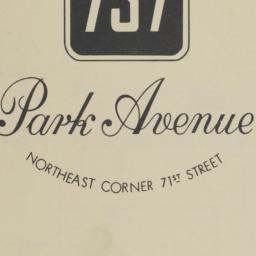 737
Park Avenue
NORTHEAST CORNER 71ST STREET